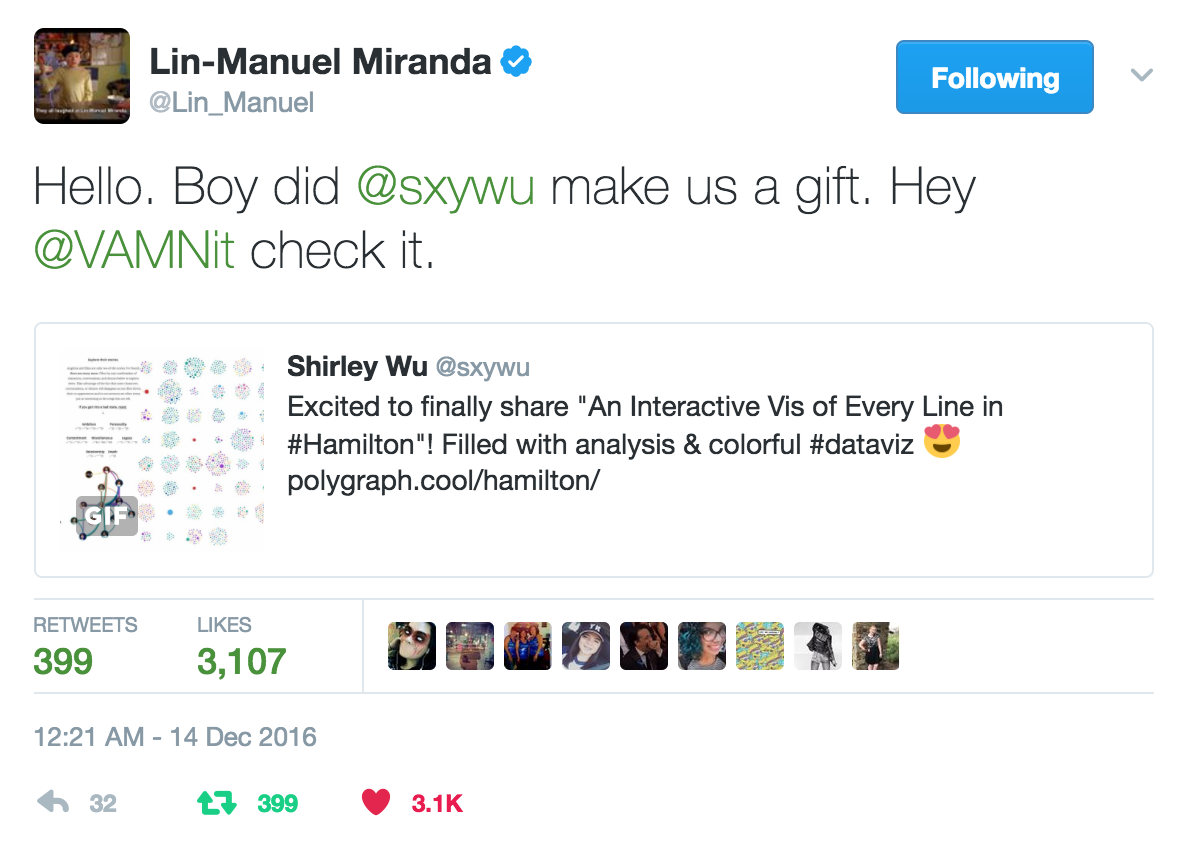 Lin-Manuel Miranda
@Lin_Manuel
Following
Hello. Boy did @sxywu make us a gift. Hey
@VAMNit check it.
Shirley Wu @sxywu
Excited to finally share "An Interactive Vis of Every Line in
#Hamilton"! Filled with analysis & colorful #dataviz 😍
polygraph.cool/hamilton/
GIF
RETWEETS
399
LIKES
3,107
12:21 AM - 14 Dec 2016
32
399
3.1K